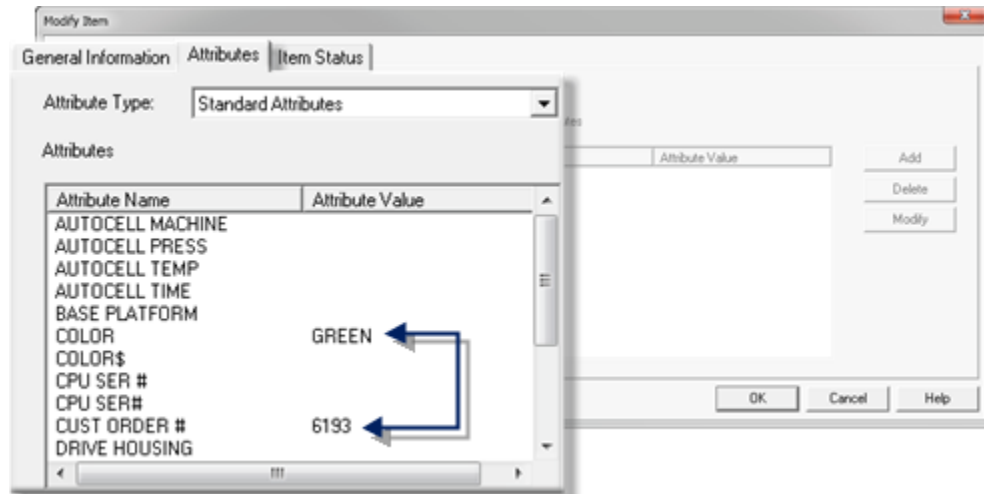 Modify Item
General Information Attributes Item Status
Attribute Type: Standard Attributes
Attributes
Attribute Value
Add
Delete
Modify
Attribute Name Attribute Value
AUTOCELL MACHINE
AUTOCELL PRESS
AUTOCELL TEMP
AUTOCELL TIME
BASE PLATFORM
COLOR GREEN
COLOR$
CPU SER #
CPU SER#
CUST ORDER # 6193
DRIVE HOUSING
OK Cancel Help